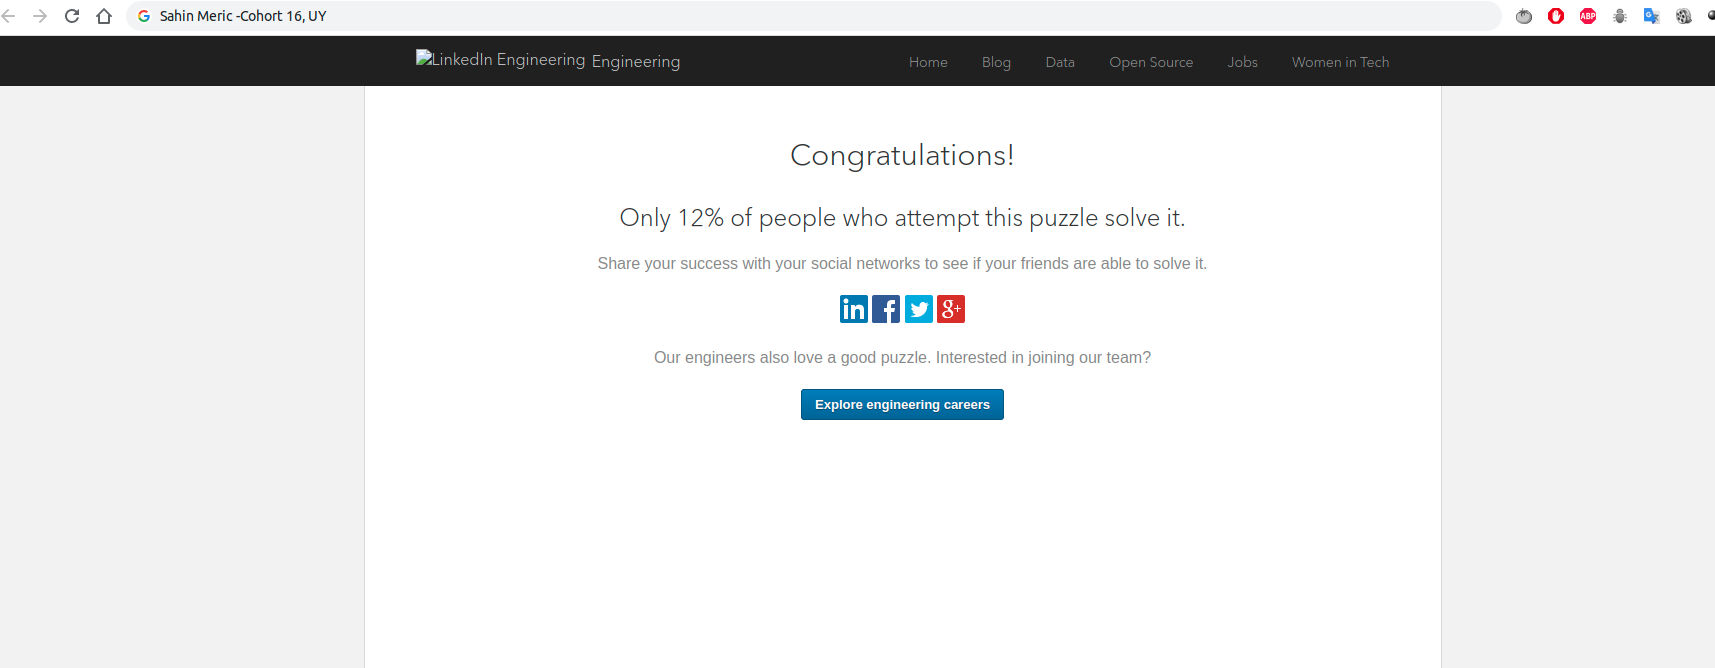 Sahin Meric -Cohort 16, UY
ABP
LinkedIn Engineering Engineering Home Blog Data Open Source Jobs Women in Tech
Congratulations!
Only 12% of people who attempt this puzzle solve it.
Share your success with your social networks to see if your friends are able to solve it.
in f g+
Our engineers also love a good puzzle. Interested in joining our team?
Explore engineering careers